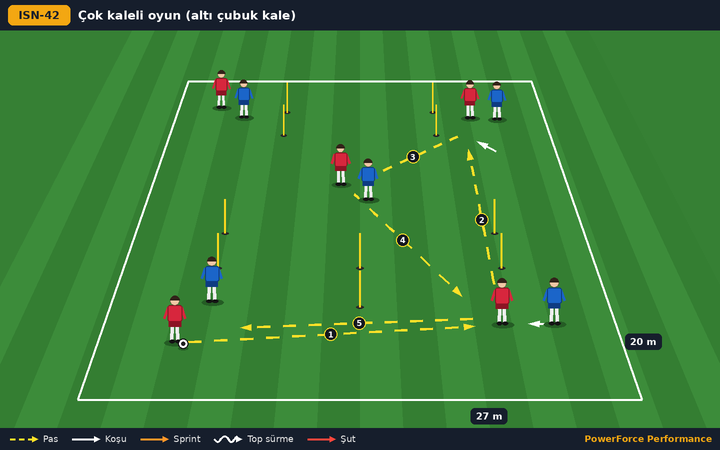 ISN-42 Çok kaleli oyun (altı çubuk kale)
3
2
4
5
1
20 m
27 m
Pas Koşu Sprint Top sürme Şut PowerForce Performance